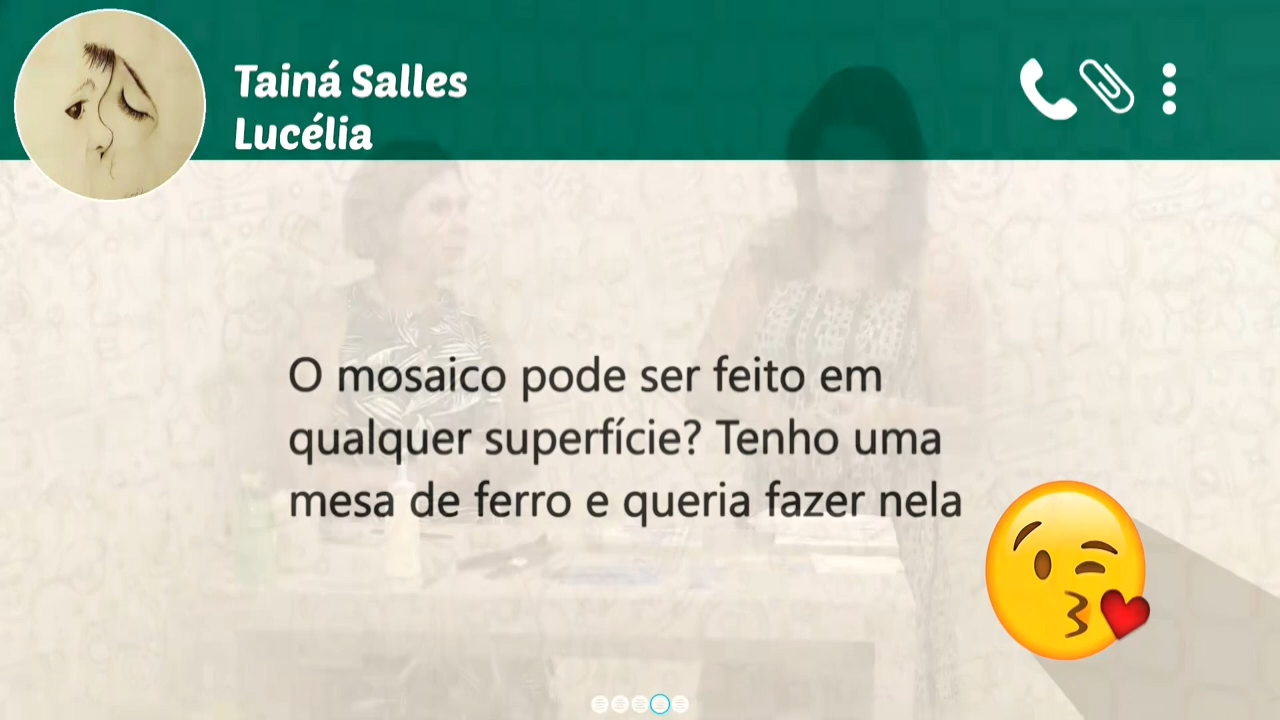 Tainá Salles
Lucélia
O mosaico pode ser feito em
qualquer superfície? Tenho uma
mesa de ferro e queria fazer nela